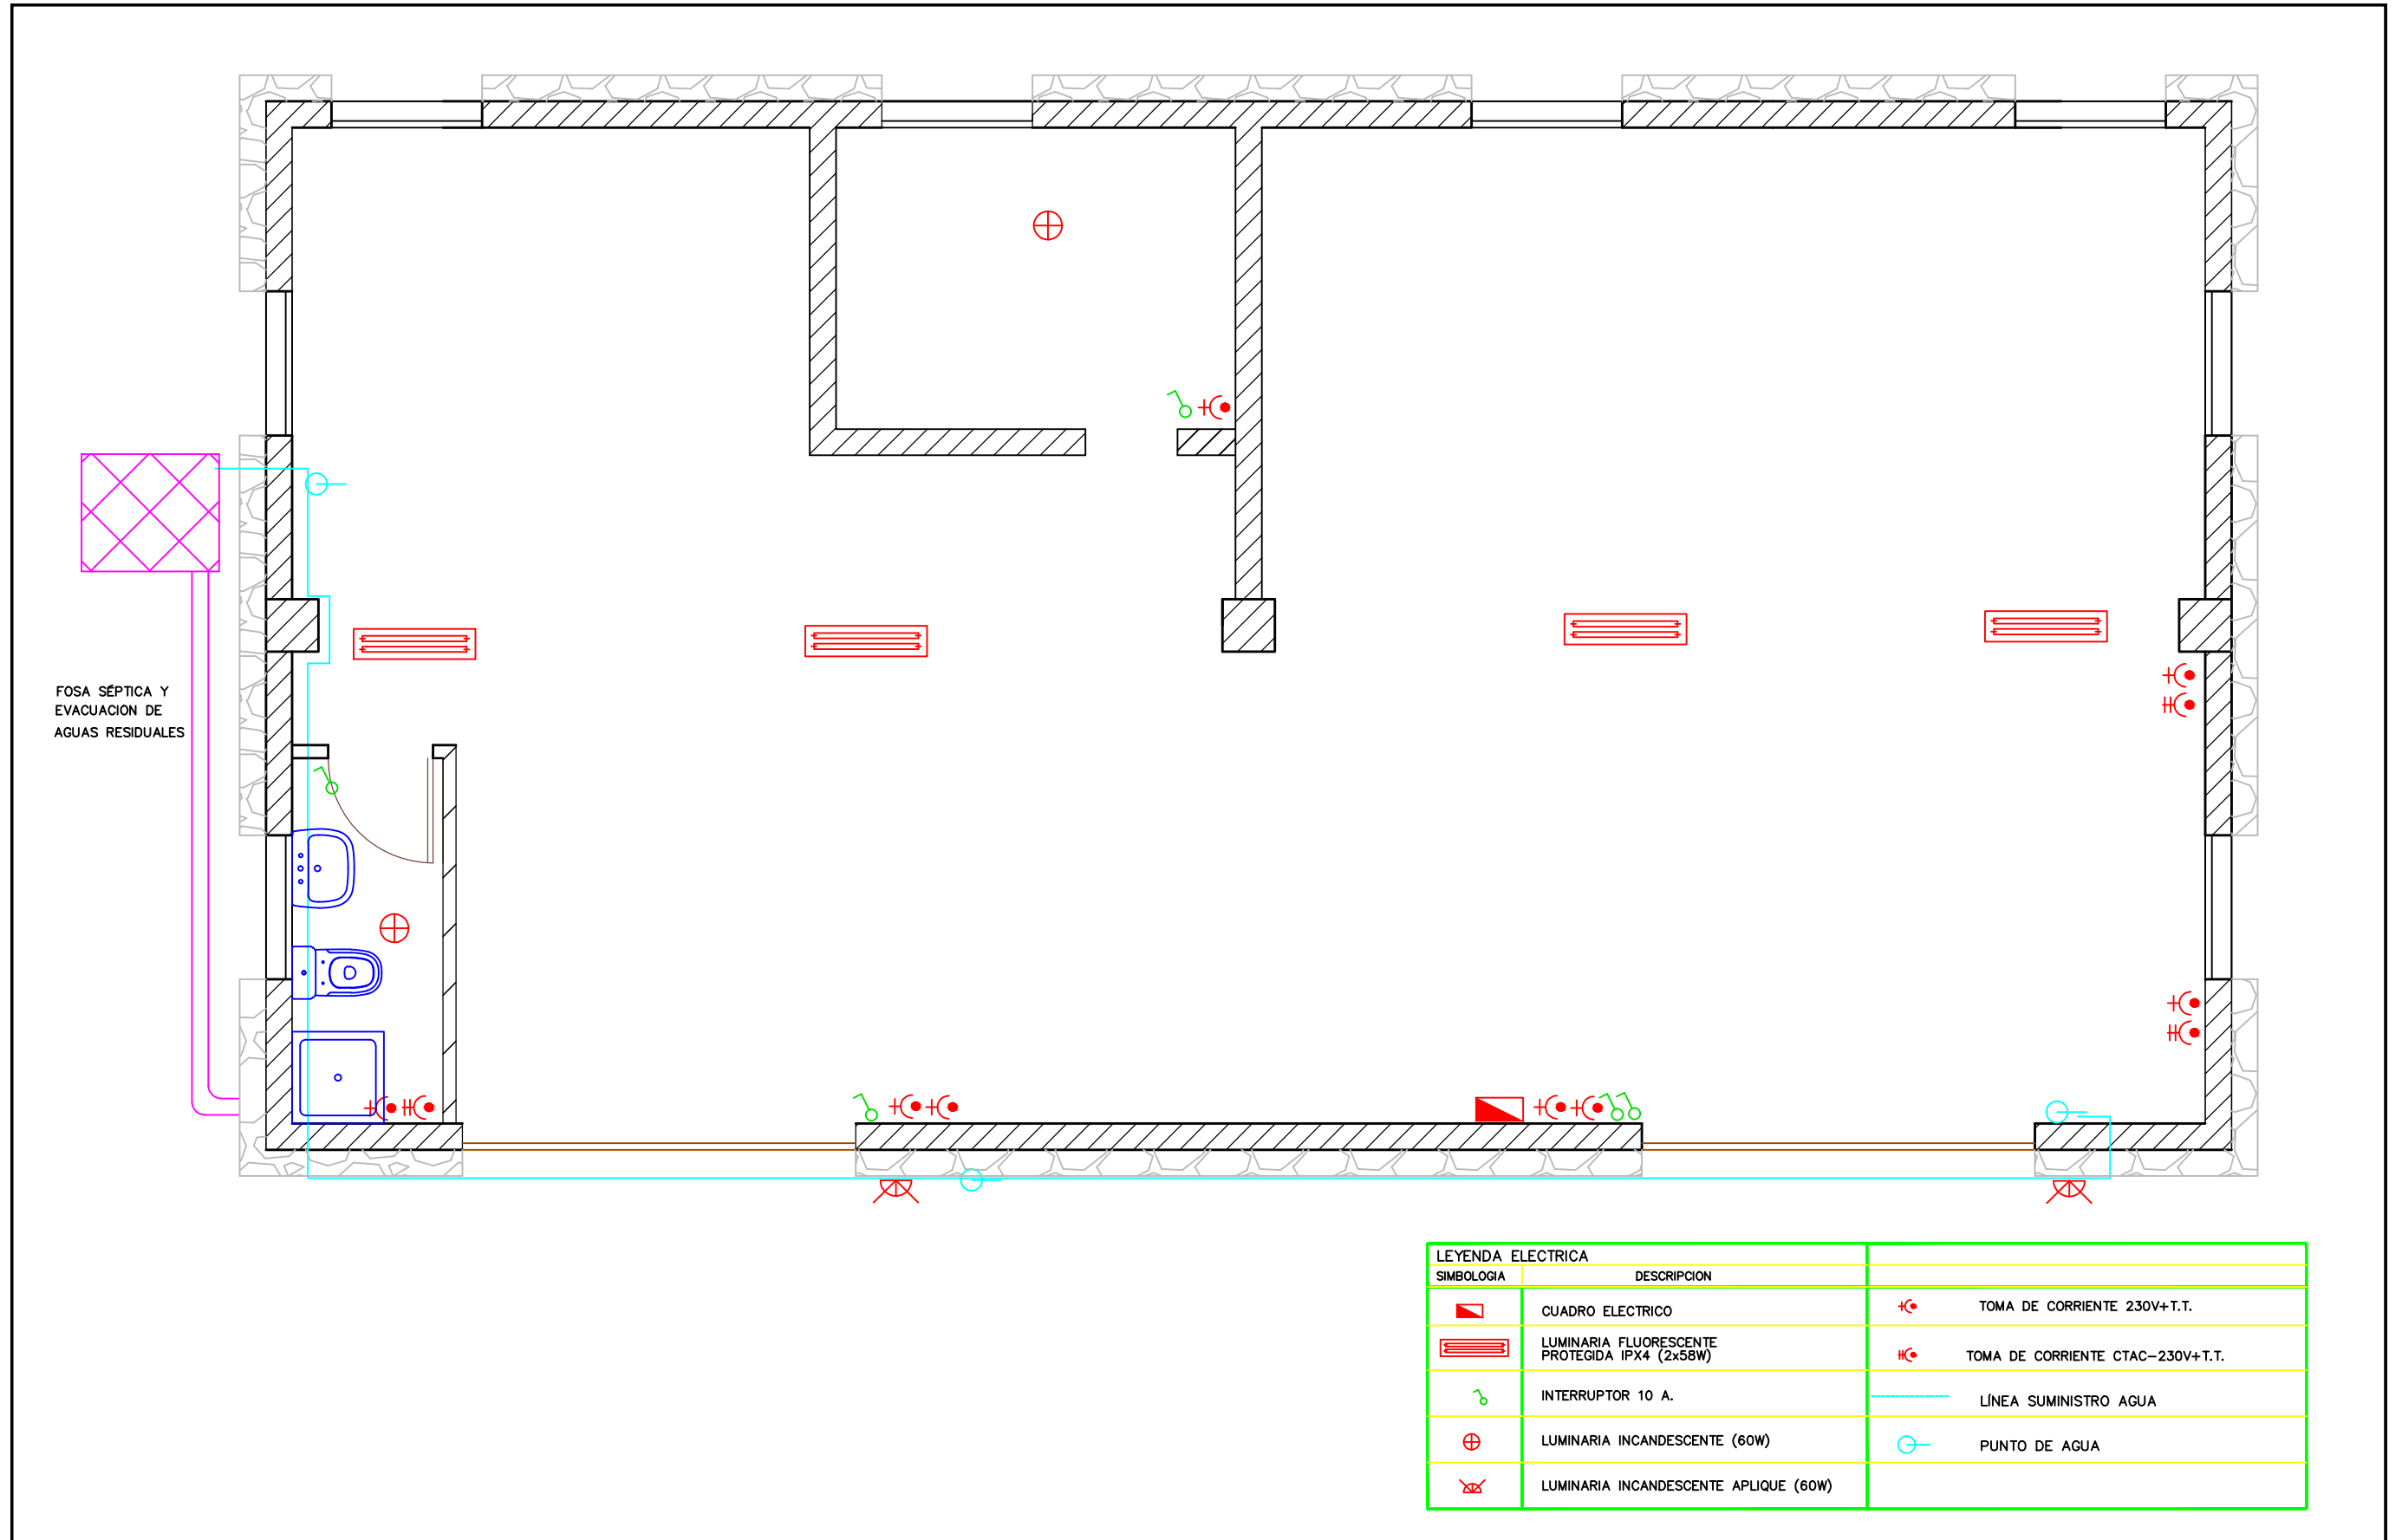 FOSA SÉPTICA Y
EVACUACION DE
AGUAS RESIDUALES
LEYENDA ELECTRICA
SIMBOLOGIA DESCRIPCION
CUADRO ELECTRICO
TOMA DE CORRIENTE 230V+T.T.
LUMINARIA FLUORESCENTE
PROTEGIDA IPX4 (2x58W)
TOMA DE CORRIENTE CTAC-230V+T.T.
INTERRUPTOR 10 A.
LÍNEA SUMINISTRO AGUA
LUMINARIA INCANDESCENTE (60W)
PUNTO DE AGUA
LUMINARIA INCANDESCENTE APLIQUE (60W)